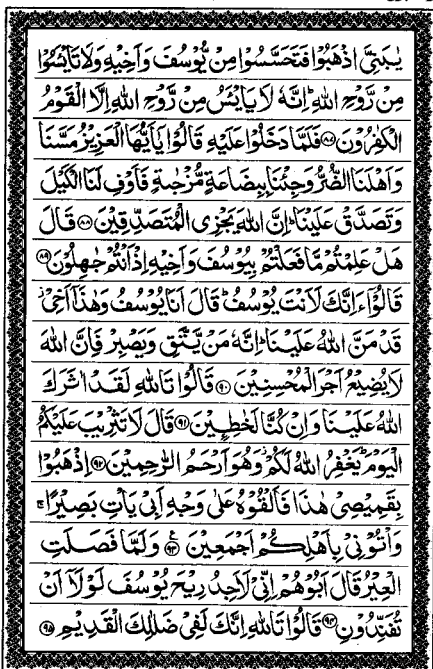 يٰبَنِيَّ اذْهَبُوْا فَتَحَسَّسُوْا مِنْ يُّوْسُفَ وَاَخِيْهِ وَلَا تَايْـَٔسُوْا
مِنْ رَّوْحِ اللّٰهِ ؕ اِنَّهٗ لَا يَايْـَٔسُ مِنْ رَّوْحِ اللّٰهِ اِلَّا الْقَوْمُ
الْكٰفِرُوْنَ ﴿۸۷﴾ فَلَمَّا دَخَلُوْا عَلَيْهِ قَالُوْا يٰۤاَيُّهَا الْعَزِيْزُ مَسَّنَا
وَاَهْلَنَا الضُّرُّ وَجِئْنَا بِبِضَاعَةٍ مُّزْجٰىةٍ فَاَوْفِ لَنَا الْكَيْلَ
وَتَصَدَّقْ عَلَيْنَا ؕ اِنَّ اللّٰهَ يَجْزِى الْمُتَصَدِّقِيْنَ ﴿۸۸﴾ قَالَ
هَلْ عَلِمْتُمْ مَّا فَعَلْتُمْ بِيُوْسُفَ وَاَخِيْهِ اِذْ اَنْتُمْ جٰهِلُوْنَ ﴿۸۹﴾
قَالُوْۤا ءَاِنَّكَ لَاَنْتَ يُوْسُفُ ؕ قَالَ اَنَا يُوْسُفُ وَهٰذَاۤ اَخِىْ ؗ
قَدْ مَنَّ اللّٰهُ عَلَيْنَا ؕ اِنَّهٗ مَنْ يَّتَّقِ وَيَصْبِرْ فَاِنَّ اللّٰهَ
لَا يُضِيْعُ اَجْرَ الْمُحْسِنِيْنَ ﴿۹۰﴾ قَالُوْا تَاللّٰهِ لَقَدْ اٰثَرَكَ
اللّٰهُ عَلَيْنَا وَاِنْ كُنَّا لَخٰطِـِٕيْنَ ﴿۹۱﴾ قَالَ لَا تَثْرِيْبَ عَلَيْكُمُ
الْيَوْمَ ؕ يَغْفِرُ اللّٰهُ لَكُمْ ؗ وَهُوَ اَرْحَمُ الرّٰحِمِيْنَ ﴿۹۲﴾ اِذْهَبُوْا
بِقَمِيْصِىْ هٰذَا فَاَلْقُوْهُ عَلٰى وَجْهِ اَبِىْ يَاْتِ بَصِيْرًا ۚ
وَاْتُوْنِىْ بِاَهْلِكُمْ اَجْمَعِيْنَ ﴿۹۳﴾ وَلَمَّا فَصَلَتِ
الْعِيْرُ قَالَ اَبُوْهُمْ اِنِّىْ لَاَجِدُ رِيْحَ يُوْسُفَ لَوْلَاۤ اَنْ
تُفَنِّدُوْنِ ﴿۹۴﴾ قَالُوْا تَاللّٰهِ اِنَّكَ لَفِىْ ضَلٰلِكَ الْقَدِيْمِ ﴿۹۵﴾